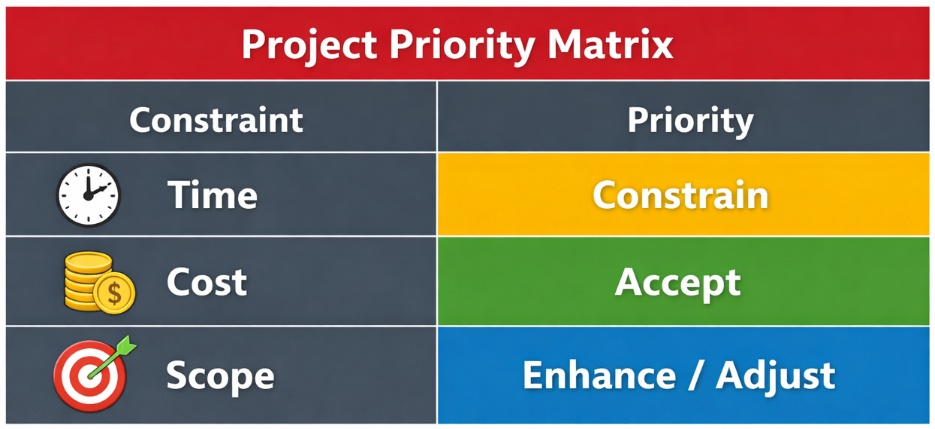 Project Priority Matrix
Constraint Priority
Time Constrain
$ Cost Accept
Scope Enhance / Adjust